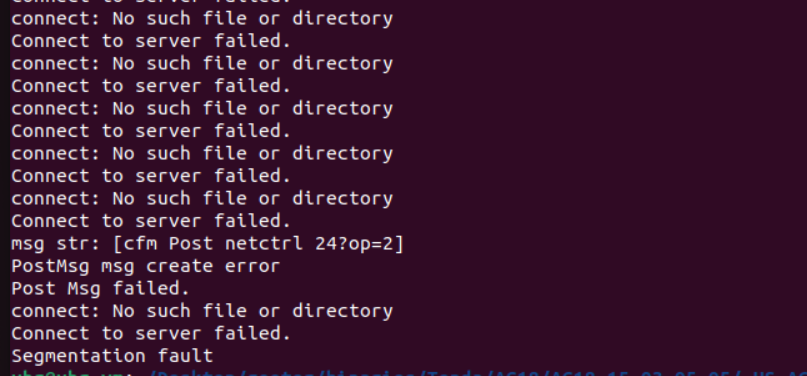 Connect to server failed.
connect: No such file or directory
Connect to server failed.
connect: No such file or directory
Connect to server failed.
connect: No such file or directory
Connect to server failed.
connect: No such file or directory
Connect to server failed.
connect: No such file or directory
Connect to server failed.
msg str: [cfm Post netctrl 24?op=2]
PostMsg msg create error
Post Msg failed.
connect: No such file or directory
Connect to server failed.
Segmentation fault